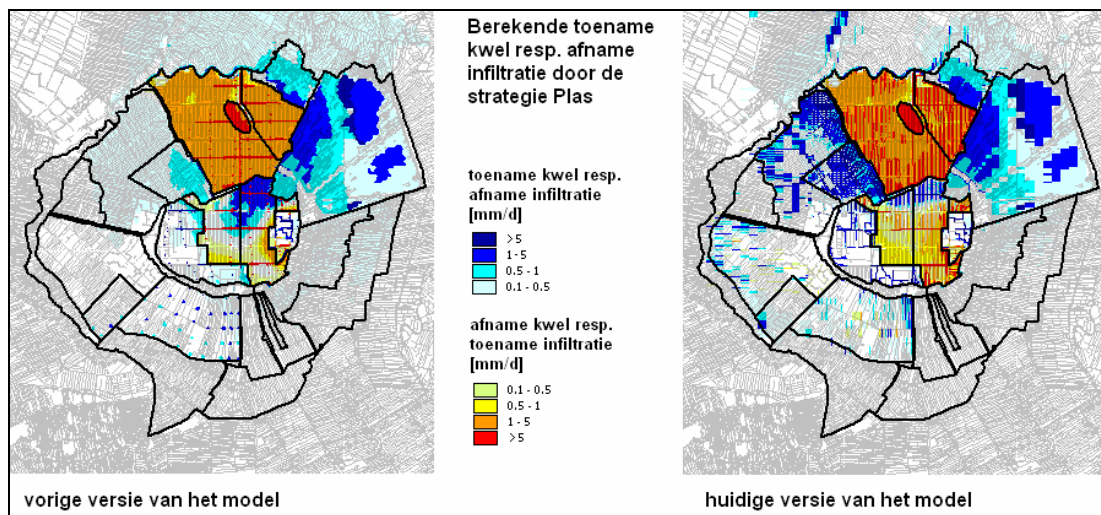 Berekende toename
kwel resp. afname
infiltratie door de
strategie Plas
toename kwel resp.
afname infiltratie
[mm/d]
>5
1-5
0.5 - 1
0.1 - 0.5
afname kwel resp.
toename infiltratie
[mm/d]
0.1 - 0.5
0.5 - 1
1 - 5
>5
vorige versie van het model
huidige versie van het model